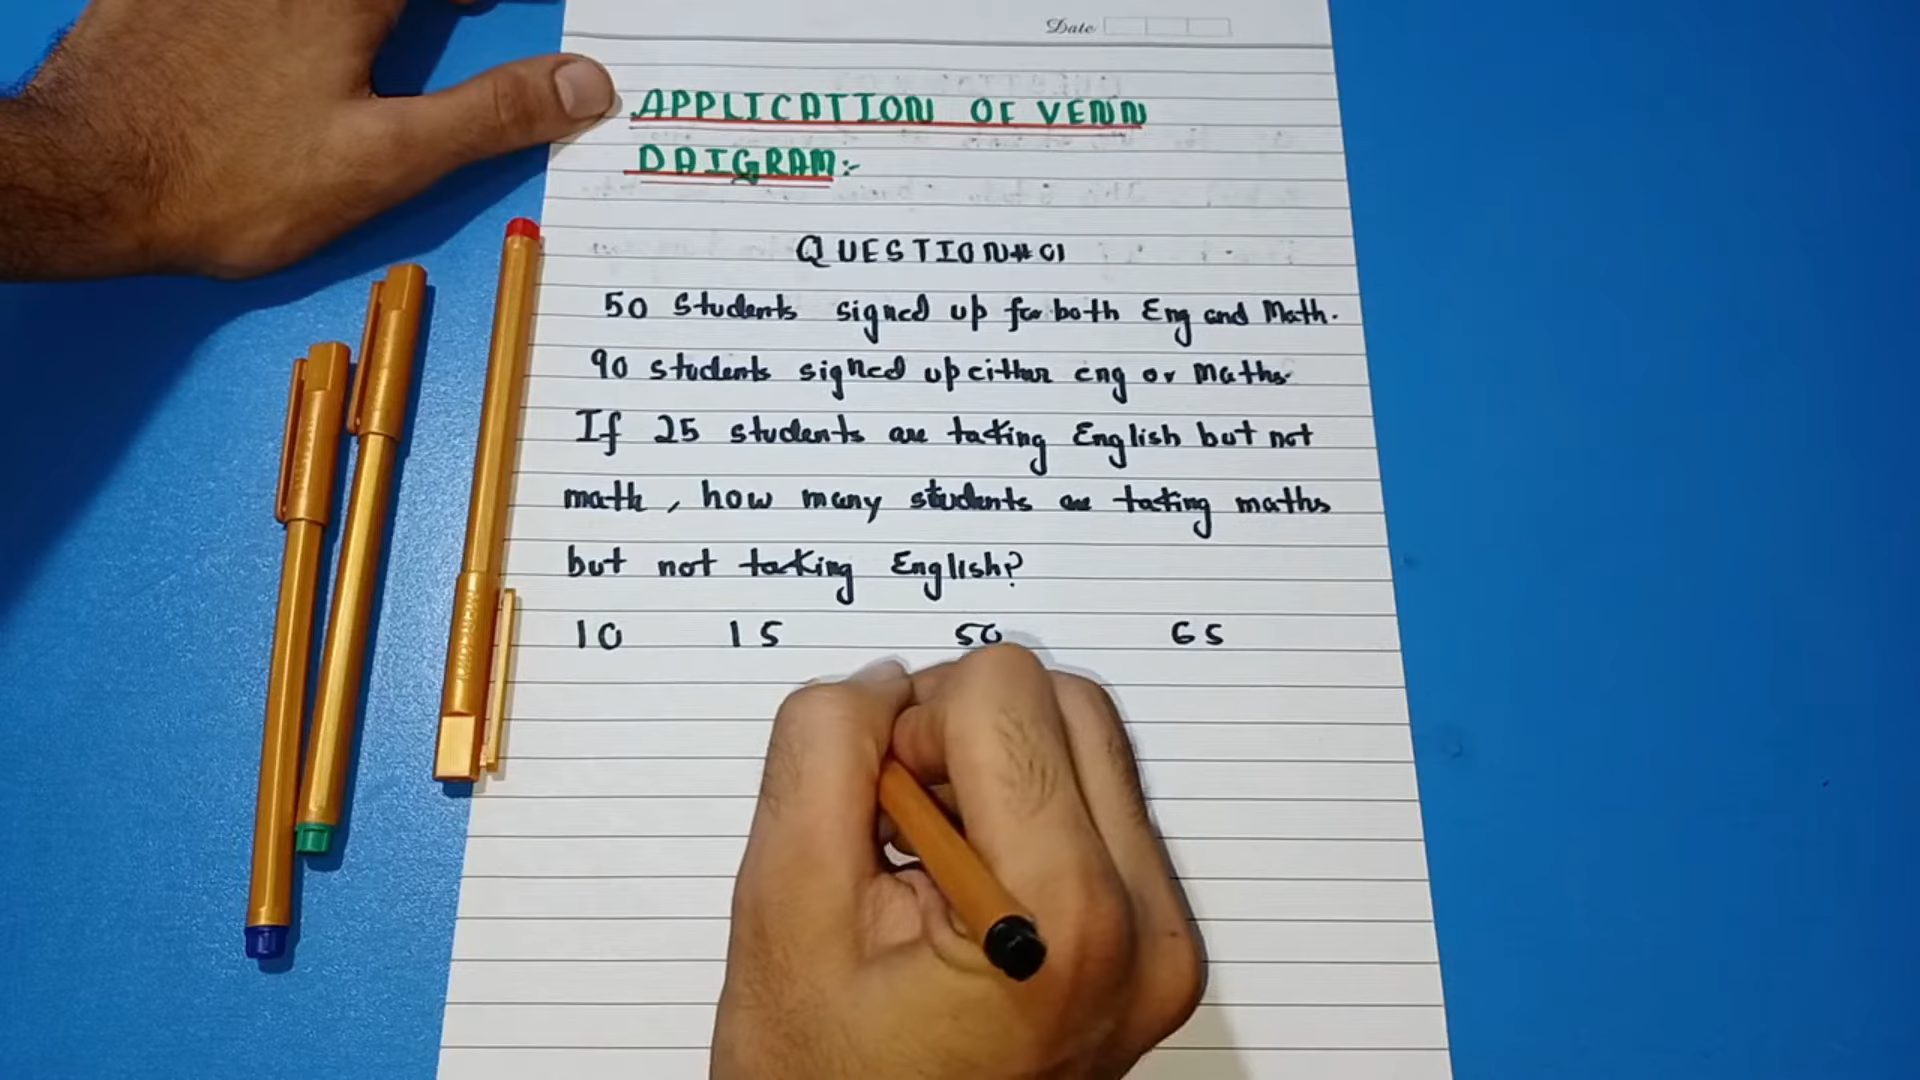 Date
APPLICATION OF VENN
DAIGRAM:-
QUESTION#01
50 Students signed up for both Eng and Math.
90 students signed up either eng or Maths.
If 25 students are taking English but not
math, how many students are taking maths
but not taking English?
10 15 50 65